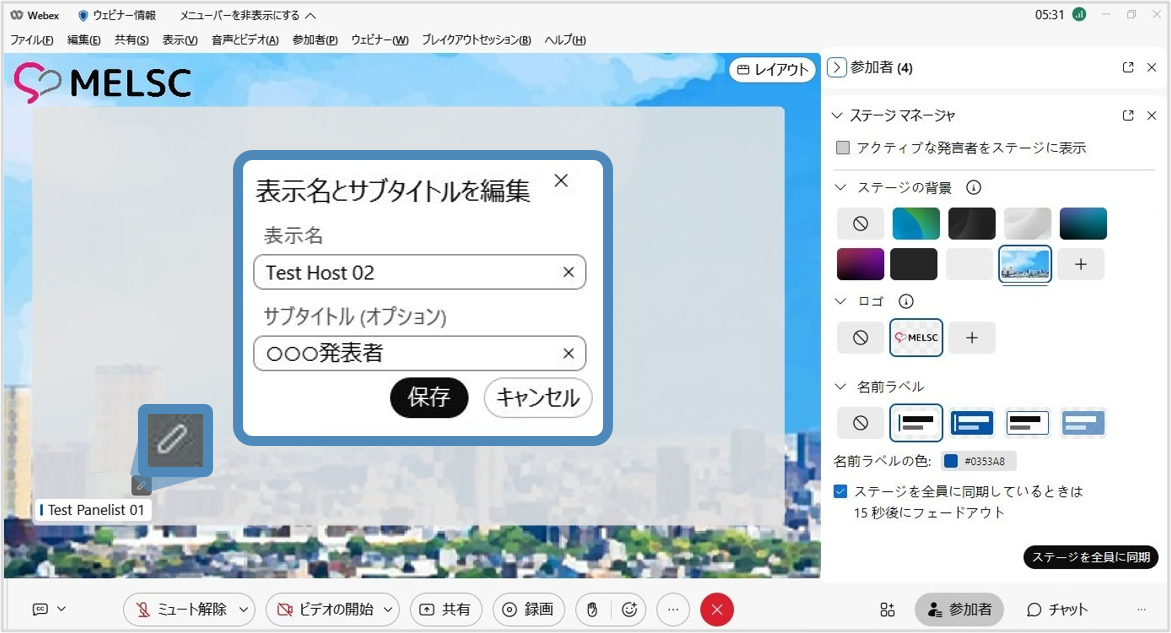 Webex
ウェビナー情報
メニューバーを非表示にする
05:31
ファイル(F) 編集(E) 共有(S) 表示(V) 音声とビデオ(A) 参加者(P) ウェビナー(W) ブレイクアウトセッション(B) ヘルプ(H)
MELSC
レイアウト
表示名とサブタイトルを編集
表示名
Test Host 02
サブタイトル (オプション)
○○○発表者
保存
キャンセル
Test Panelist 01
参加者 (4)
ステージ マネージャ
アクティブな発言者をステージに表示
ステージの背景
ロゴ
MELSC
名前ラベル
名前ラベルの色: #0353A8
ステージを全員に同期しているときは
15 秒後にフェードアウト
ステージを全員に同期
CC
ミュート解除
ビデオの開始
共有
録画
参加者
チャット